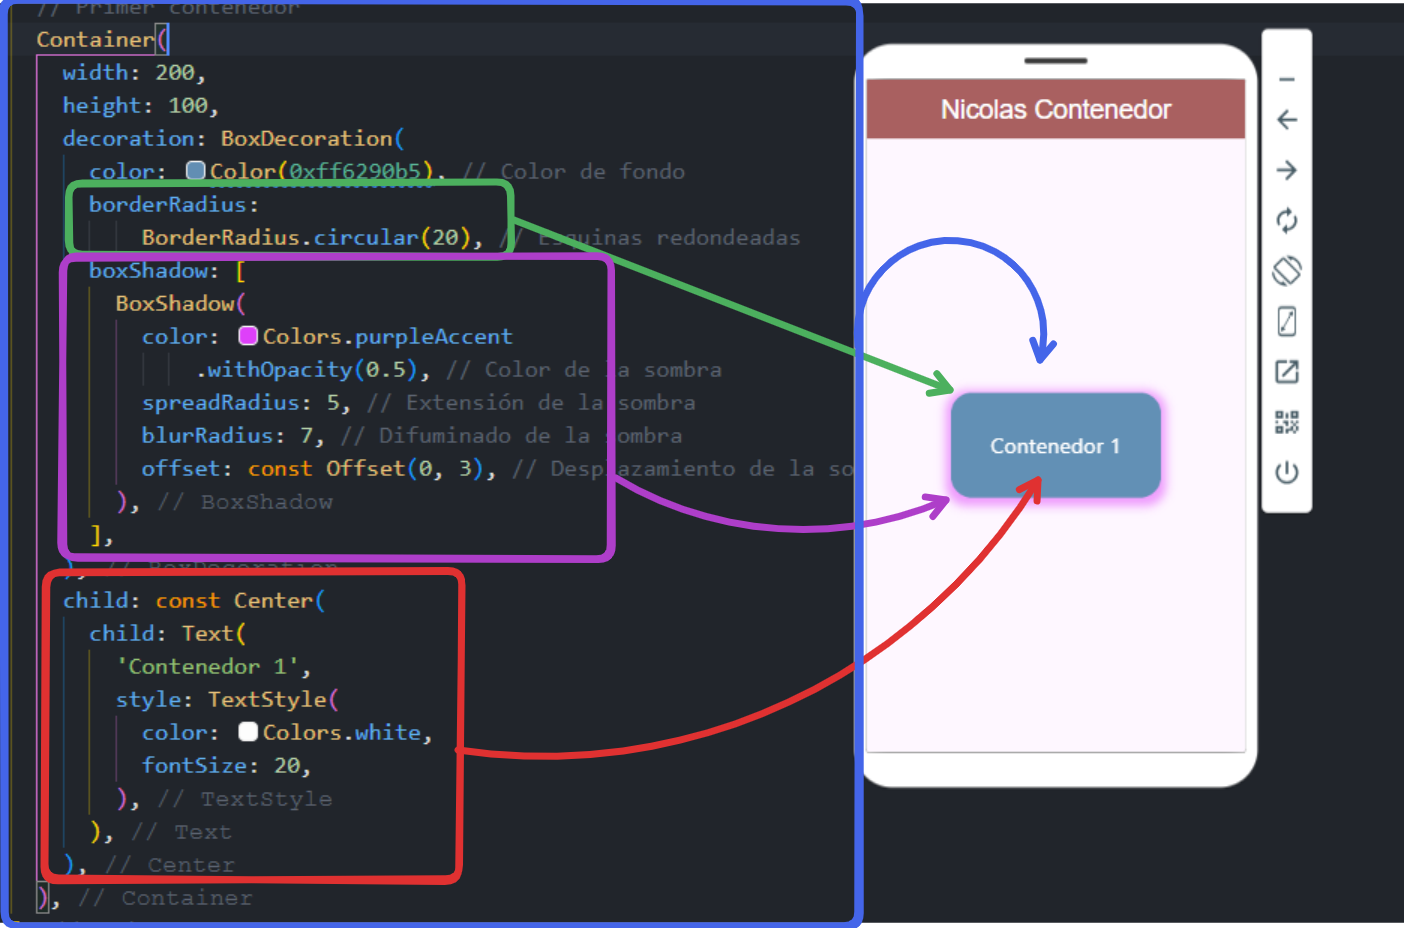 // Primer contenedor
Container(
width: 200,
height: 100,
decoration: BoxDecoration(
color: Color(0xff6290b5), // Color de fondo
borderRadius:
BorderRadius.circular(20), // Esquinas redondeadas
boxShadow: [
BoxShadow(
color: Colors.purpleAccent
.withOpacity(0.5), // Color de la sombra
spreadRadius: 5, // Extensión de la sombra
blurRadius: 7, // Difuminado de la sombra
offset: const Offset(0, 3), // Desplazamiento de la so
), // BoxShadow
],
), // BoxDecoration
child: const Center(
child: Text(
'Contenedor 1',
style: TextStyle(
color: Colors.white,
fontSize: 20,
), // TextStyle
), // Text
), // Center
), // Container
Nicolas Contenedor
Contenedor 1